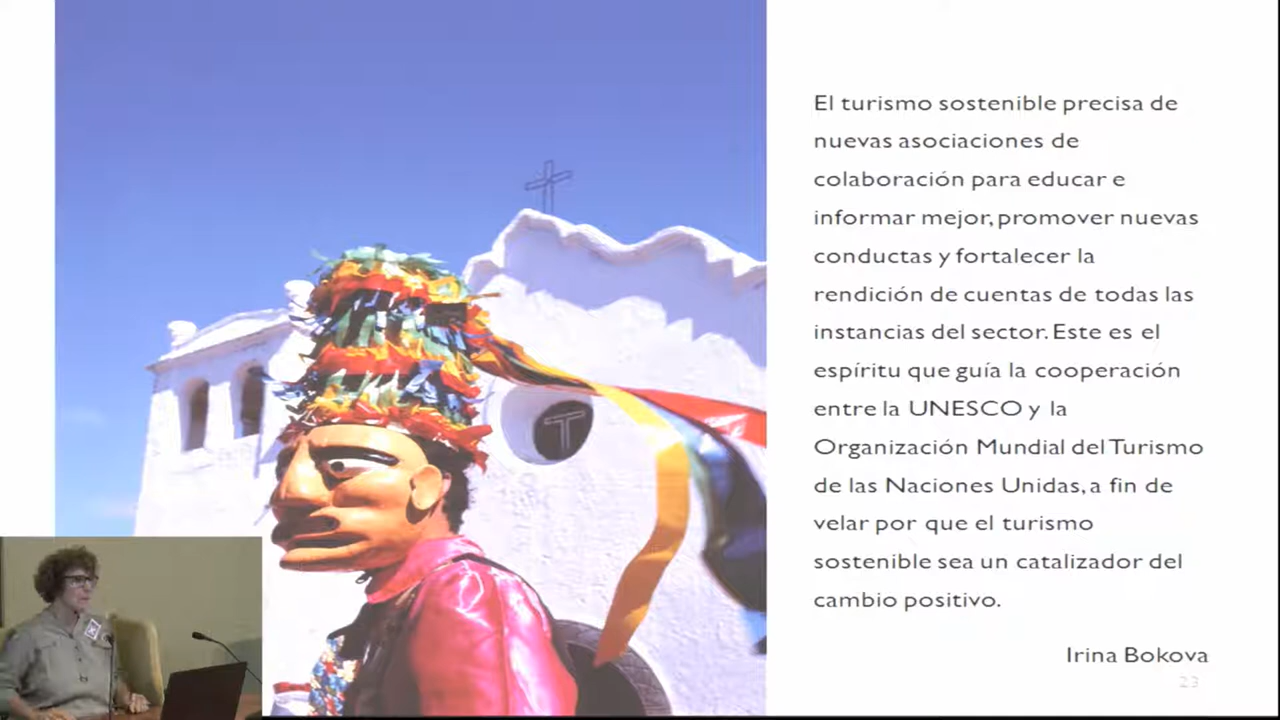 El turismo sostenible precisa de
nuevas asociaciones de
colaboración para educar e
informar mejor, promover nuevas
conductas y fortalecer la
rendición de cuentas de todas las
instancias del sector. Este es el
espíritu que guía la cooperación
entre la UNESCO y la
Organización Mundial del Turismo
de las Naciones Unidas, a fin de
velar por que el turismo
sostenible sea un catalizador del
cambio positivo.
Irina Bokova
23